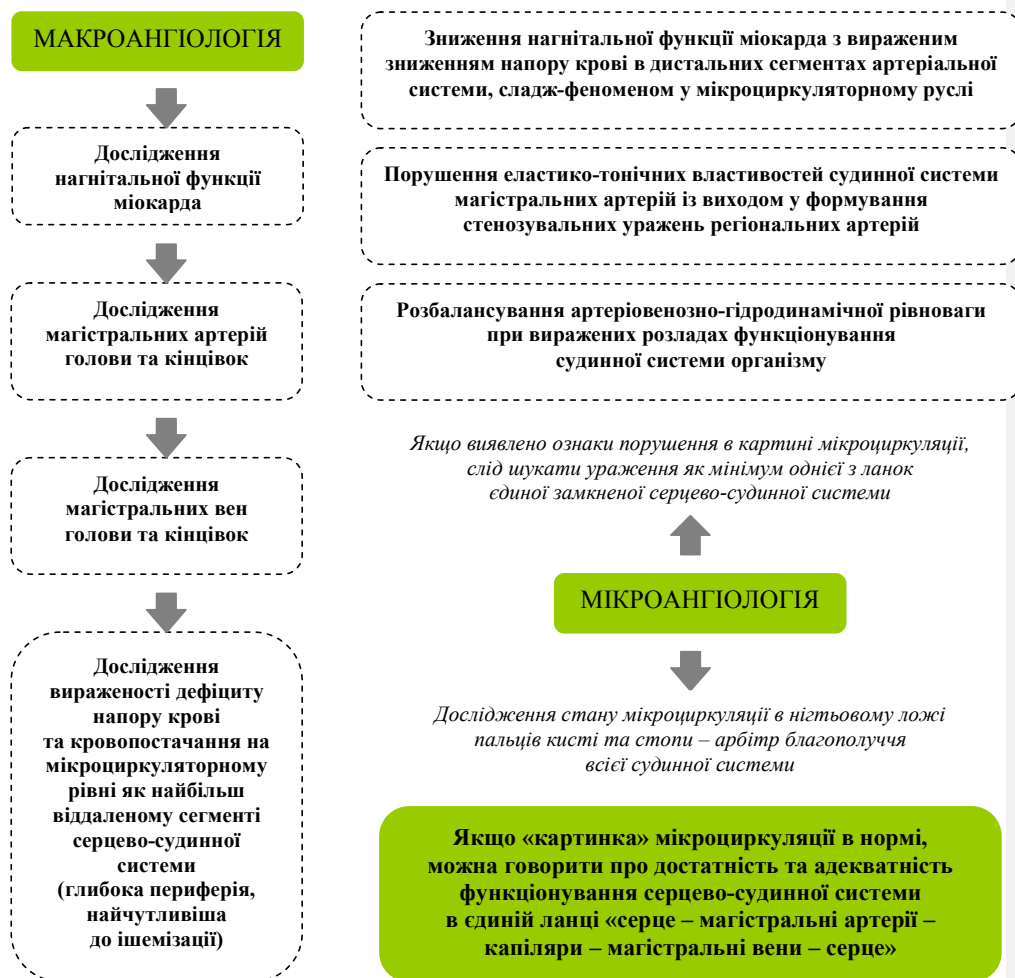 МАКРОАНГІОЛОГІЯ
Дослідження
нагнітальної функції
міокарда
Дослідження
магістральних артерій
голови та кінцівок
Дослідження
магістральних вен
голови та кінцівок
Дослідження
вираженості дефіциту
напору крові
та кровопостачання на
мікроциркуляторному
рівні як найбільш
віддаленому сегменті
серцево-судинної
системи
(глибока периферія,
найчутливіша
до ішемізації)
Зниження нагнітальної функції міокарда з вираженим
зниженням напору крові в дистальних сегментах артеріальної
системи, сладж-феноменом у мікроциркуляторному руслі
Порушення еластико-тонічних властивостей судинної системи
магістральних артерій із виходом у формування
стенозувальних уражень регіональних артерій
Розбалансування артеріовенозно-гідродинамічної рівноваги
при виражених розладах функціонування
судинної системи організму
Якщо виявлено ознаки порушення в картині мікроциркуляції,
слід шукати ураження як мінімум однієї з ланок
єдиної замкненої серцево-судинної системи
МІКРОАНГІОЛОГІЯ
Дослідження стану мікроциркуляції в нігтьовому ложі
пальців кисті та стопи – арбітр благополуччя
всієї судинної системи
Якщо «картинка» мікроциркуляції в нормі,
можна говорити про достатність та адекватність
функціонування серцево-судинної системи
в єдиній ланці «серце – магістральні артерії –
капіляри – магістральні вени – серце»